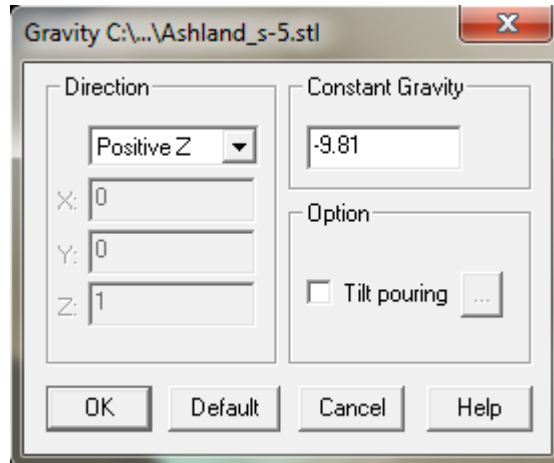 Gravity C:\...\Ashland_s-5.stl
Direction
Positive Z
X: 0
Y: 0
Z: 1
Constant Gravity
-9.81
Option
Tilt pouring ...
OK Default Cancel Help